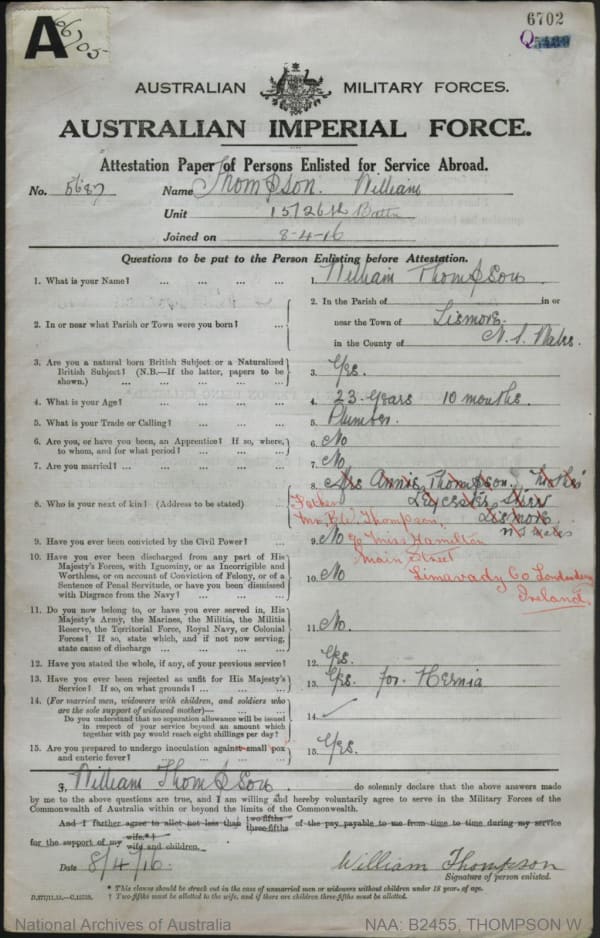 A
6702
AUSTRALIAN MILITARY FORCES.
AUSTRALIAN IMPERIAL FORCE.
Attestation Paper of Persons Enlisted for Service Abroad.
No. 5687 Name Thompson. William
Unit 15/26th Battn
Joined on 8-4-16
Questions to be put to the Person Enlisting before Attestation.
1. What is your Name? ... ... ... ... 1. William Thompson
2. In or near what Parish or Town were you born? ... 2. In the Parish of in or
near the Town of Lismore.
in the County of N. S. Wales.
3. Are you a natural born British Subject or a Naturalised
British Subject? (N.B.—If the latter, papers to be
shown.) ... ... ... ... 3. Yes.
4. What is your Age? ... ... ... ... 4. 23 Years 10 months.
5. What is your Trade or Calling? ... ... ... 5. Plumber.
6. Are you, or have you been, an Apprentice? If so, where,
to whom, and for what period? ... ... ... 6. No
7. Are you married? ... ... ... ... 7. No
8. Who is your next of kin? (Address to be stated) ... 8. Mrs Annie Thompson, Mother
Father Leycester Street
Mr. R. W. Thompson, Lismore
N S Wales
9. Have you ever been convicted by the Civil Power? ... 9. No
c/o Miss Hamilton
Main Street
Limavady Co Londonderry
Ireland.
10. Have you ever been discharged from any part of His
Majesty's Forces, with Ignominy, or as Incorrigible and
Worthless, or on account of Conviction of Felony, or of a
Sentence of Penal Servitude, or have you been dismissed
with Disgrace from the Navy? ... ... ... 10. No
11. Do you now belong to, or have you ever served in, His
Majesty's Army, the Marines, the Militia, the Militia
Reserve, the Territorial Force, Royal Navy, or Colonial
Forces? If so, state which, and if not now serving,
state cause of discharge ... ... ... 11. No.
12. Have you stated the whole, if any, of your previous service? 12. Yes.
13. Have you ever been rejected as unfit for His Majesty's
Service? If so, on what grounds? ... ... ... 13. Yes. for Hernia
14. (For married men, widowers with children, and soldiers who
are the sole support of widowed mother)—
Do you understand that no separation allowance will be issued
in respect of your service beyond an amount which
together with pay would reach eight shillings per day? 14. ✓
15. Are you prepared to undergo inoculation against small pox
and enteric fever? ... ... ... 15. Yes.
I, William Thompson. do solemnly declare that the above answers made
by me to the above questions are true, and I am willing and hereby voluntarily agree to serve in the Military Forces of the
Commonwealth of Australia within or beyond the limits of the Commonwealth.
And I further agree to allot not less than two-fifths three-fifths of the pay payable to me from time to time during my service
for the support of my wife.* † wife and children.
Date 8/4/16. William Thompson
Signature of person enlisted.
* This clause should be struck out in the case of unmarried men or widowers without children under 18 years of age.
† Two-fifths must be allotted to the wife, and if there are children three-fifths must be allotted.
National Archives of Australia NAA: B2455, THOMPSON W